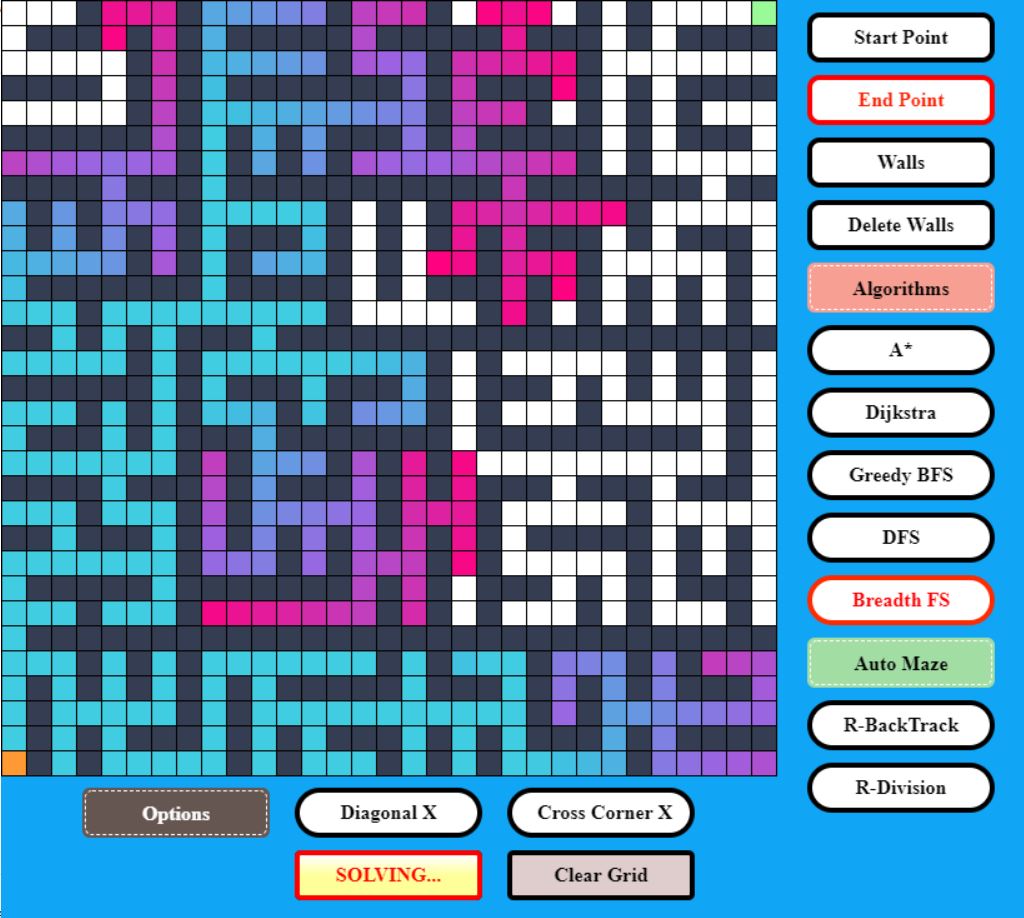 Start Point
End Point
Walls
Delete Walls
Algorithms
A*
Dijkstra
Greedy BFS
DFS
Breadth FS
Auto Maze
R-BackTrack
R-Division
Options
Diagonal X
Cross Corner X
SOLVING...
Clear Grid